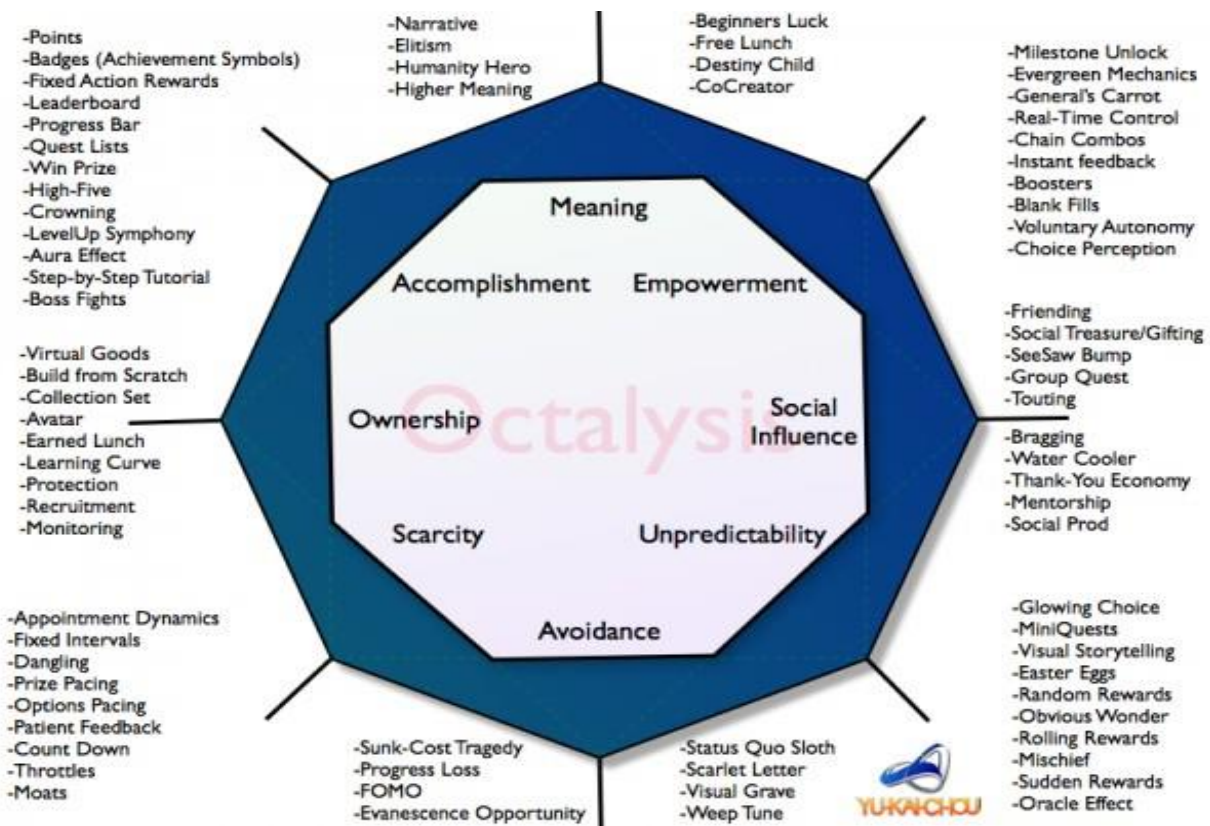 -Points
-Badges (Achievement Symbols)
-Fixed Action Rewards
-Leaderboard
-Progress Bar
-Quest Lists
-Win Prize
-High-Five
-Crowning
-LevelUp Symphony
-Aura Effect
-Step-by-Step Tutorial
-Boss Fights
-Narrative
-Elitism
-Humanity Hero
-Higher Meaning
-Beginners Luck
-Free Lunch
-Destiny Child
-CoCreator
-Milestone Unlock
-Evergreen Mechanics
-General's Carrot
-Real-Time Control
-Chain Combos
-Instant feedback
-Boosters
-Blank Fills
-Voluntary Autonomy
-Choice Perception
Meaning
Accomplishment
Empowerment
Ownership
Octalysis
Social
Influence
Scarcity
Unpredictability
Avoidance
-Virtual Goods
-Build from Scratch
-Collection Set
-Avatar
-Earned Lunch
-Learning Curve
-Protection
-Recruitment
-Monitoring
-Friending
-Social Treasure/Gifting
-SeeSaw Bump
-Group Quest
-Touting
-Bragging
-Water Cooler
-Thank-You Economy
-Mentorship
-Social Prod
-Appointment Dynamics
-Fixed Intervals
-Dangling
-Prize Pacing
-Options Pacing
-Patient Feedback
-Count Down
-Throttles
-Moats
-Sunk-Cost Tragedy
-Progress Loss
-FOMO
-Evanescence Opportunity
-Status Quo Sloth
-Scarlet Letter
-Visual Grave
-Weep Tune
-Glowing Choice
-MiniQuests
-Visual Storytelling
-Easter Eggs
-Random Rewards
-Obvious Wonder
-Rolling Rewards
-Mischief
-Sudden Rewards
-Oracle Effect
YU-KAI-CHOU